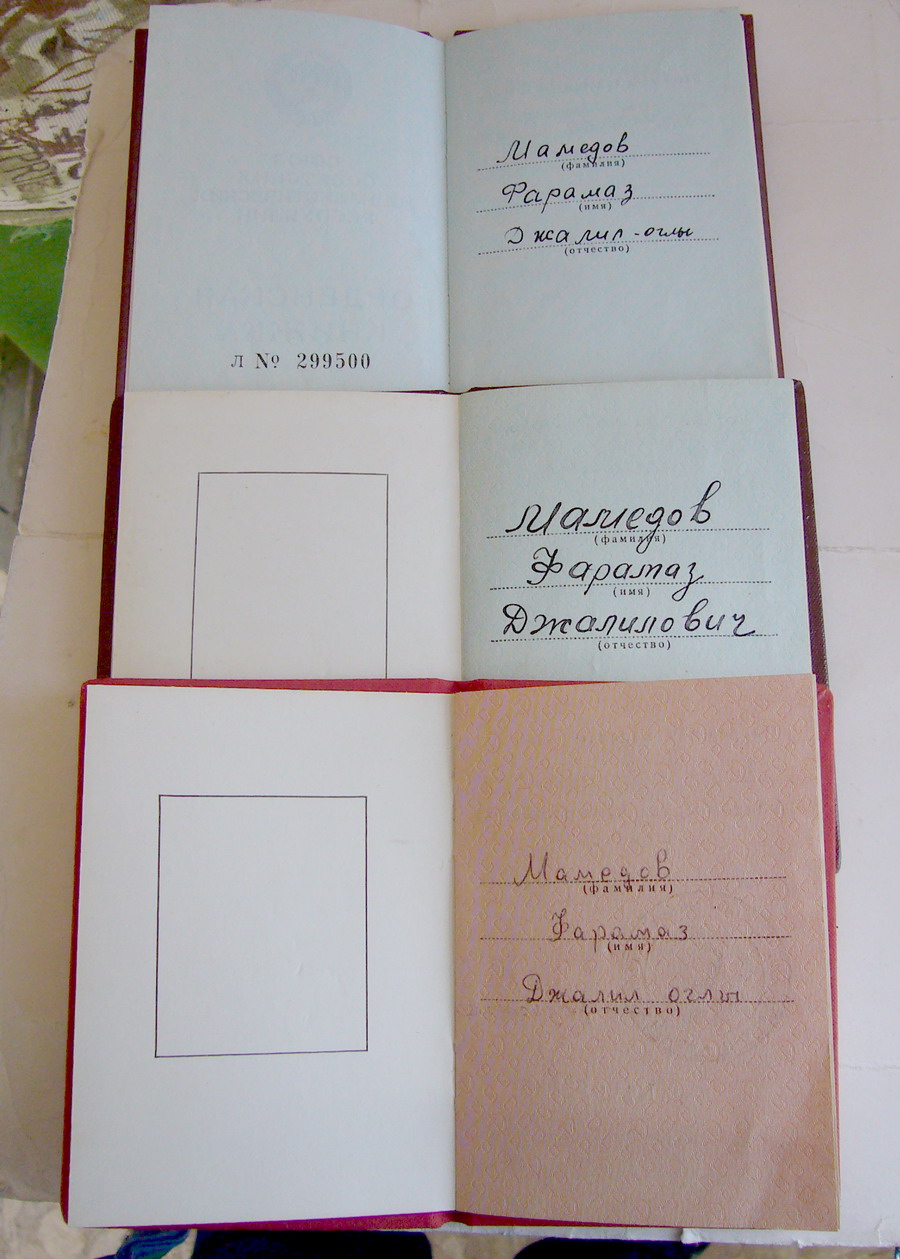 Мамедов
(фамилия)
Фарамаз
(имя)
Джалил-оглы
(отчество)
л № 299500
Мамедов
(фамилия)
Фарамаз
(имя)
Джалилович
(отчество)
Мамедов
(фамилия)
Фарамаз
(имя)
Джалил оглы
(отчество)